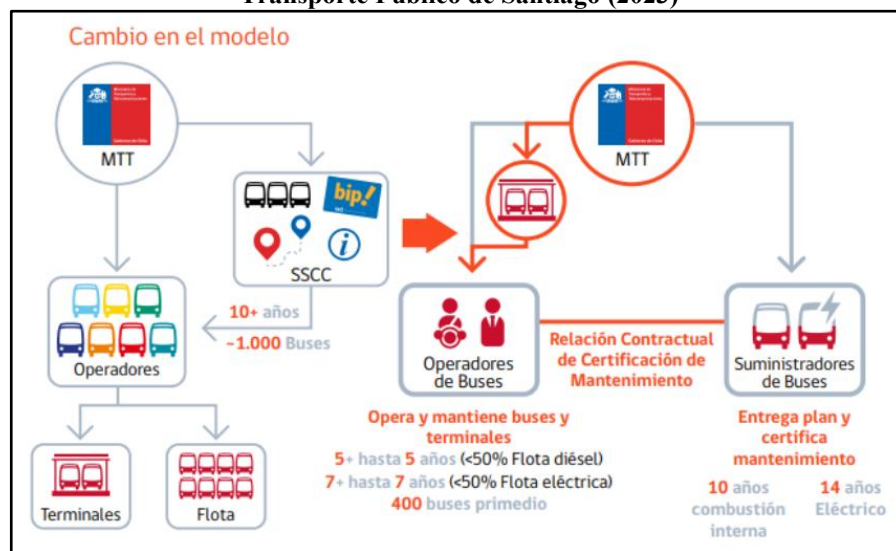 Transporte Público de Santiago (2023)
Cambio en el modelo
MTT
bip!
SSCC
10+ años
~1.000 Buses
Operadores
Terminales
Flota
MTT
Operadores
de Buses
Relación Contractual
de Certificación de
Mantenimiento
Suministradores
de Buses
Opera y mantiene buses y
terminales
5+ hasta 5 años (<50% Flota diésel)
7+ hasta 7 años (<50% Flota eléctrica)
400 buses primedio
Entrega plan y
certifica
mantenimiento
10 años
combustión
interna
14 años
Eléctrico